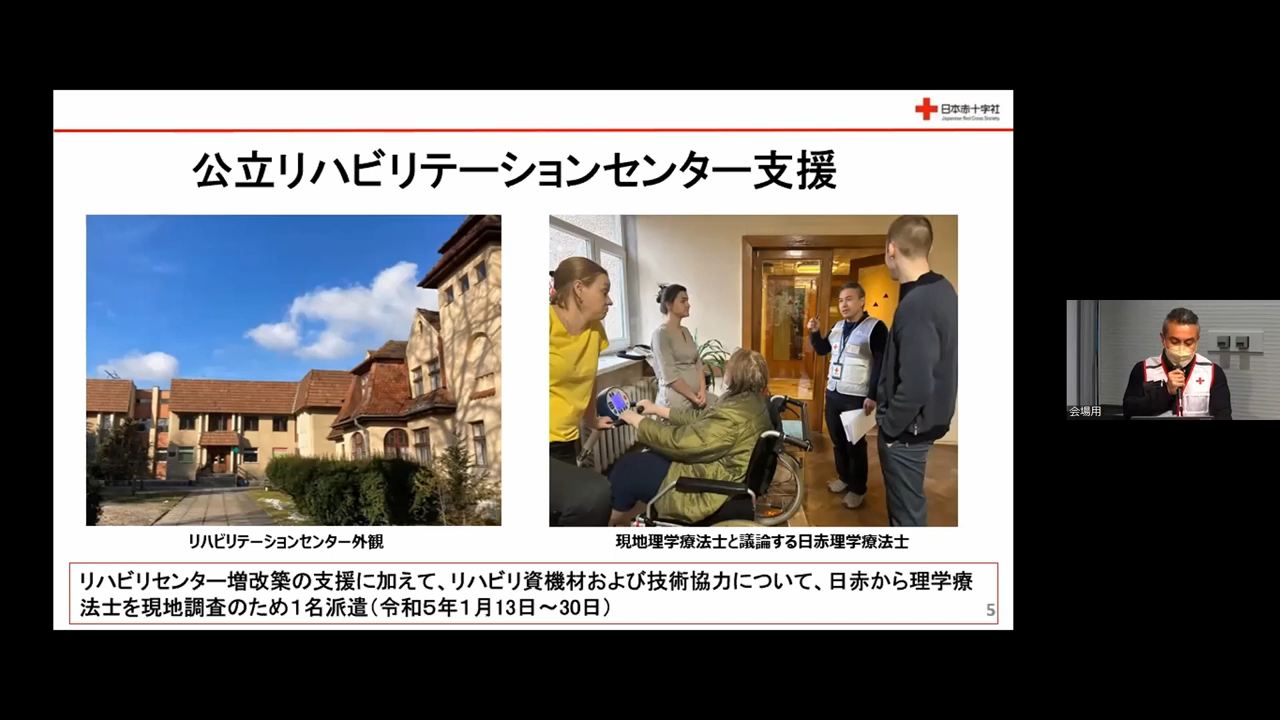 日本赤十字社
Japanese Red Cross Society
公立リハビリテーションセンター支援
リハビリテーションセンター外観
現地理学療法士と議論する日赤理学療法士
リハビリセンター増改築の支援に加えて、リハビリ資機材および技術協力について、日赤から理学療
法士を現地調査のため１名派遣（令和５年１月13日～30日）
5
会場用